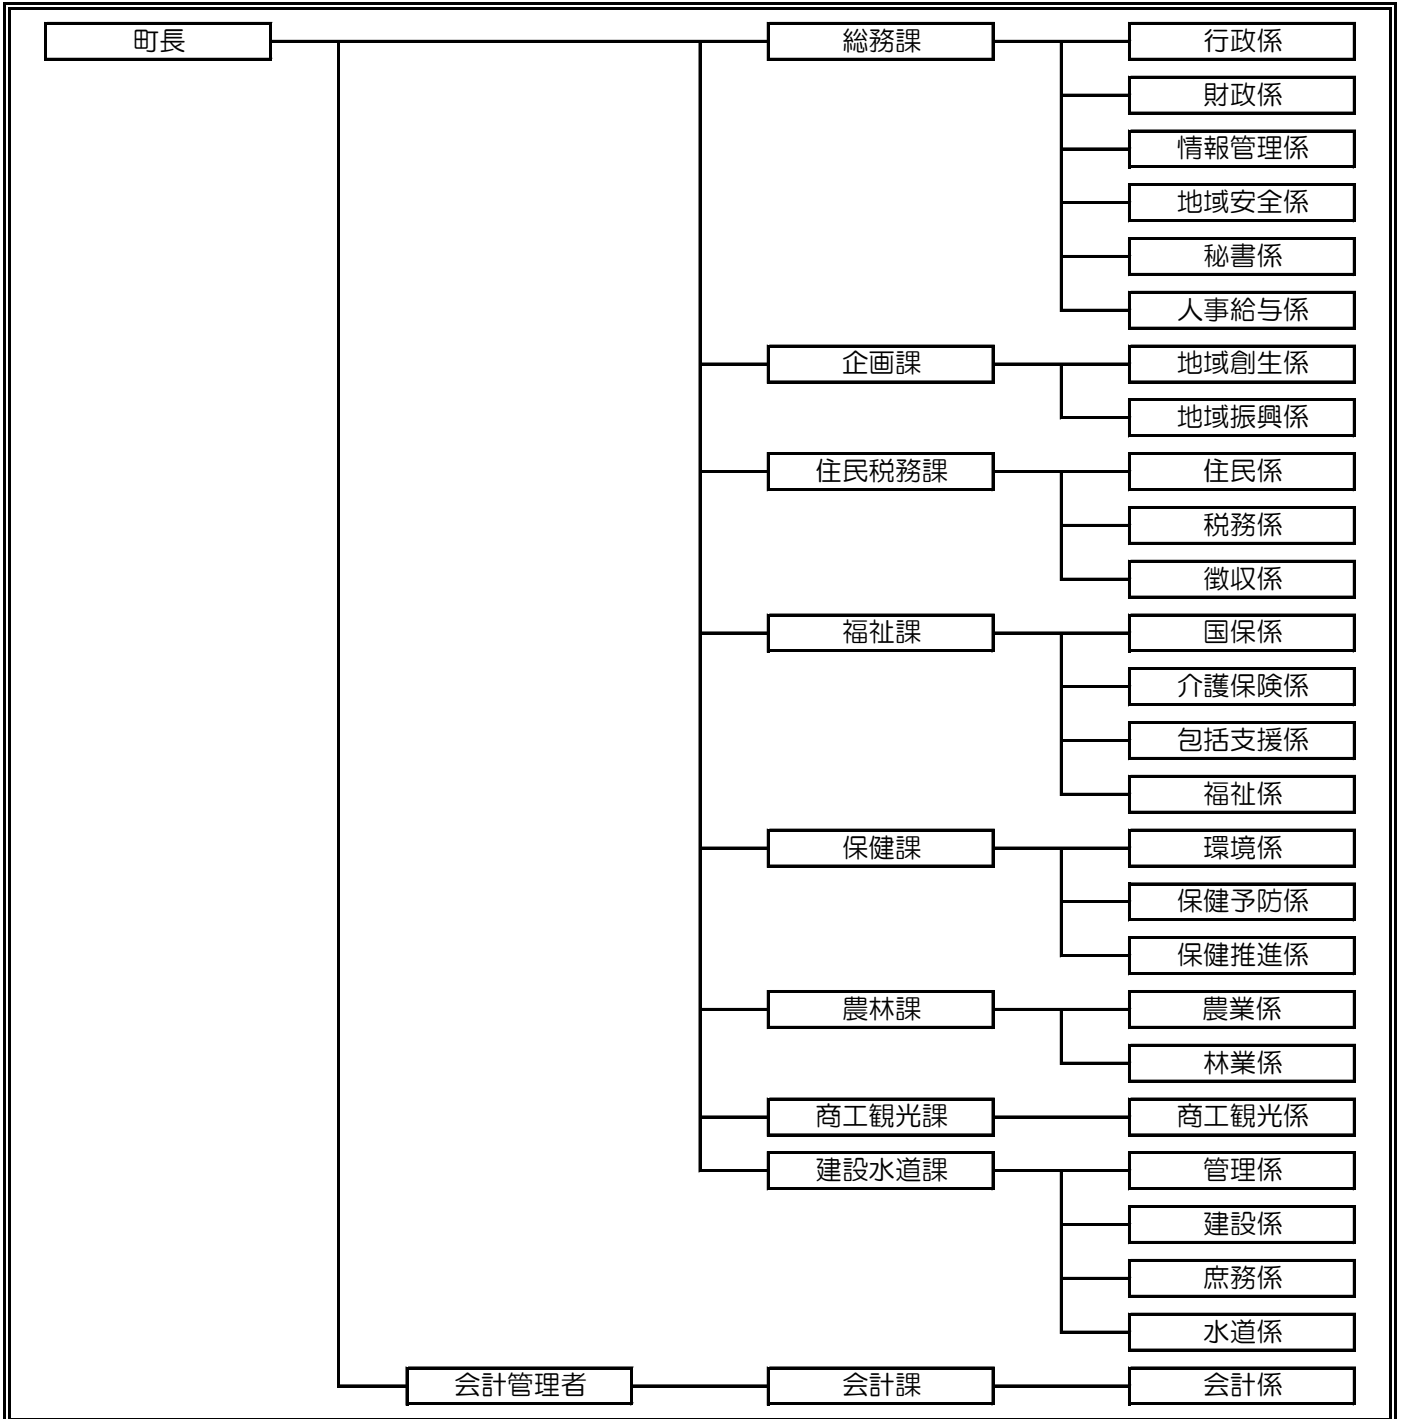 町長 総務課 行政係
財政係
情報管理係
地域安全係
秘書係
人事給与係
企画課 地域創生係
地域振興係
住民税務課 住民係
税務係
徴収係
福祉課 国保係
介護保険係
包括支援係
福祉係
保健課 環境係
保健予防係
保健推進係
農林課 農業係
林業係
商工観光課 商工観光係
建設水道課 管理係
建設係
庶務係
水道係
会計管理者 会計課 会計係